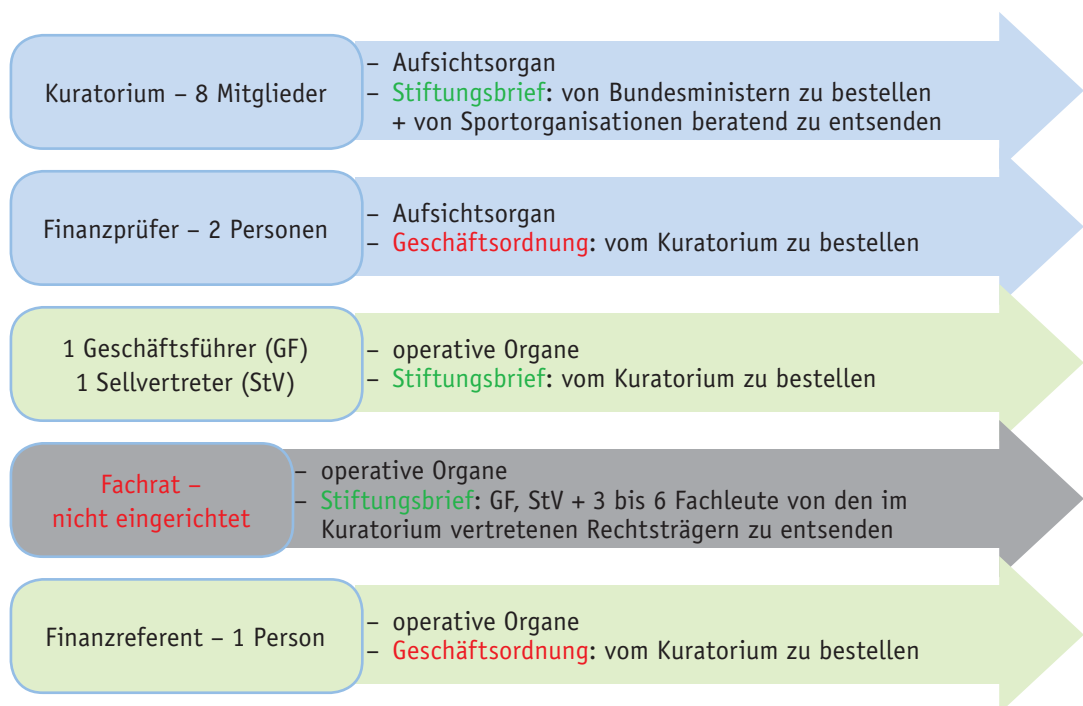 Kuratorium – 8 Mitglieder
– Aufsichtsorgan
– Stiftungsbrief: von Bundesministern zu bestellen
+ von Sportorganisationen beratend zu entsenden
Finanzprüfer – 2 Personen
– Aufsichtsorgan
– Geschäftsordnung: vom Kuratorium zu bestellen
1 Geschäftsführer (GF)
1 Sellvertreter (StV)
– operative Organe
– Stiftungsbrief: vom Kuratorium zu bestellen
Fachrat –
nicht eingerichtet
– operative Organe
– Stiftungsbrief: GF, StV + 3 bis 6 Fachleute von den im
Kuratorium vertretenen Rechtsträgern zu entsenden
Finanzreferent – 1 Person
– operative Organe
– Geschäftsordnung: vom Kuratorium zu bestellen